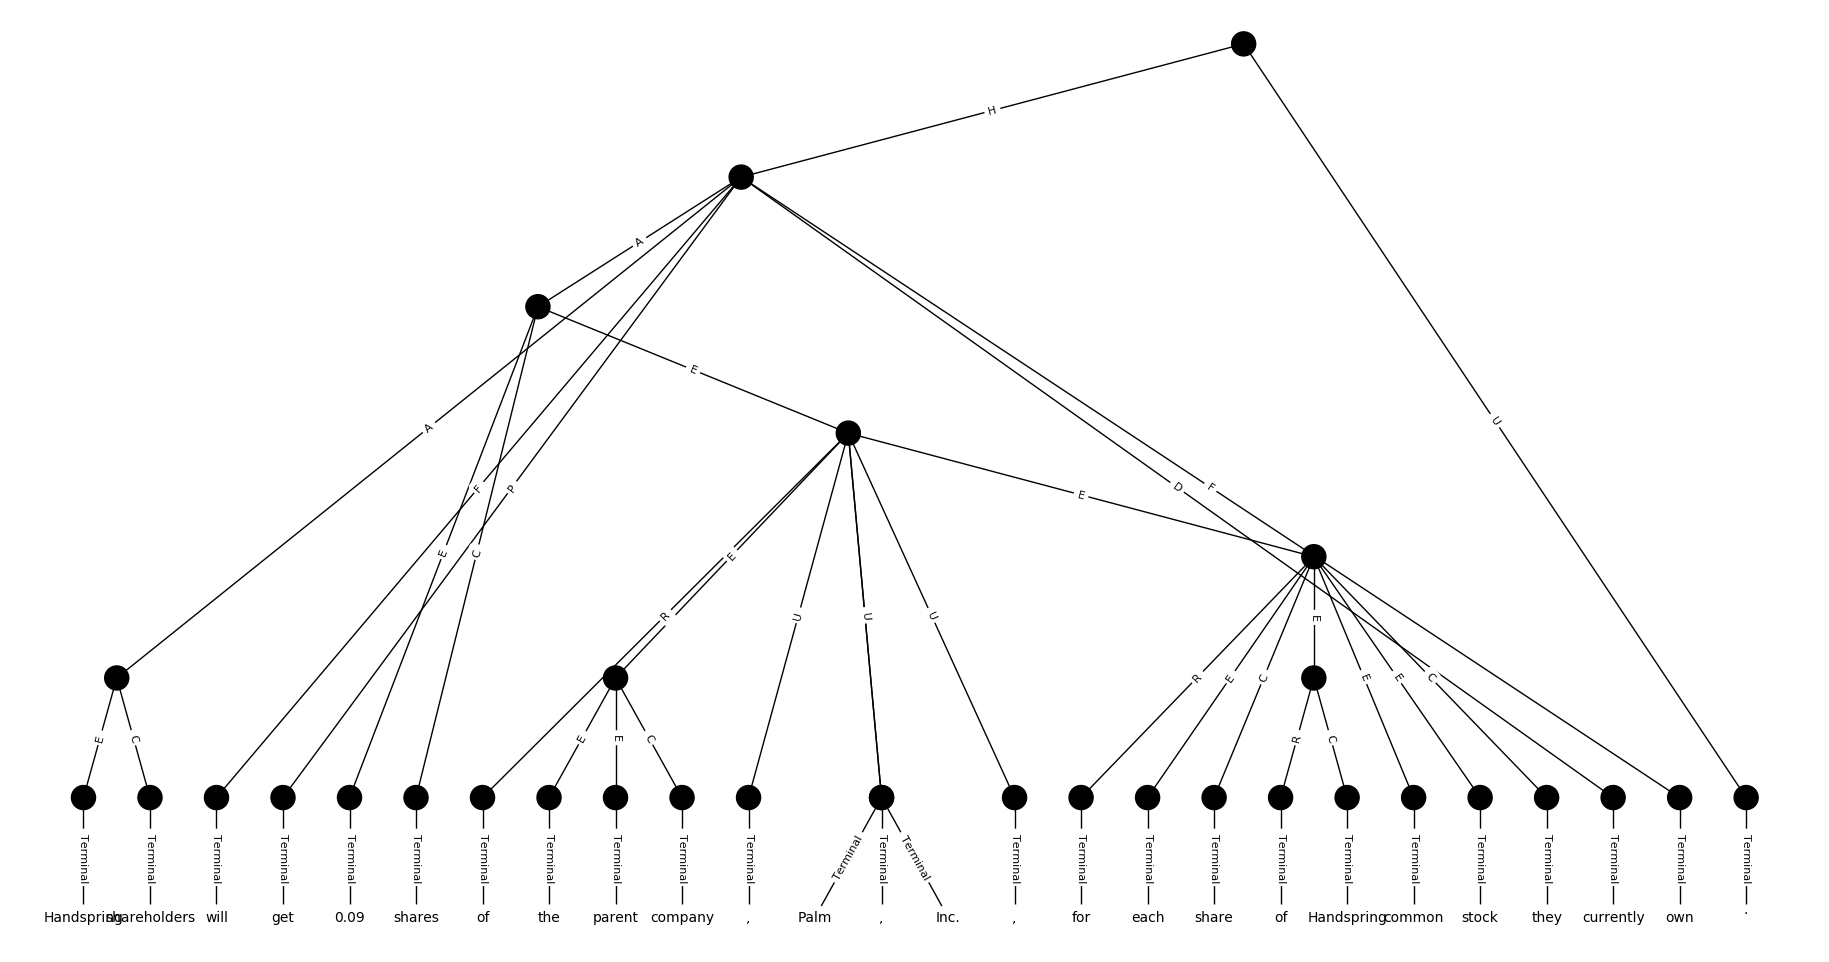 H
A
E
A
U
F
P
D
F
E
E
C
E
R
U
U
U
E
R
E
C
E
E
C
E
C
E
E
C
R
C
Terminal Terminal Terminal Terminal Terminal Terminal Terminal Terminal Terminal Terminal Terminal Terminal Terminal Terminal Terminal Terminal Terminal Terminal Terminal Terminal Terminal Terminal Terminal Terminal Terminal Terminal
Handspring shareholders will get 0.09 shares of the parent company , Palm , Inc. , for each share of Handspring common stock they currently own .